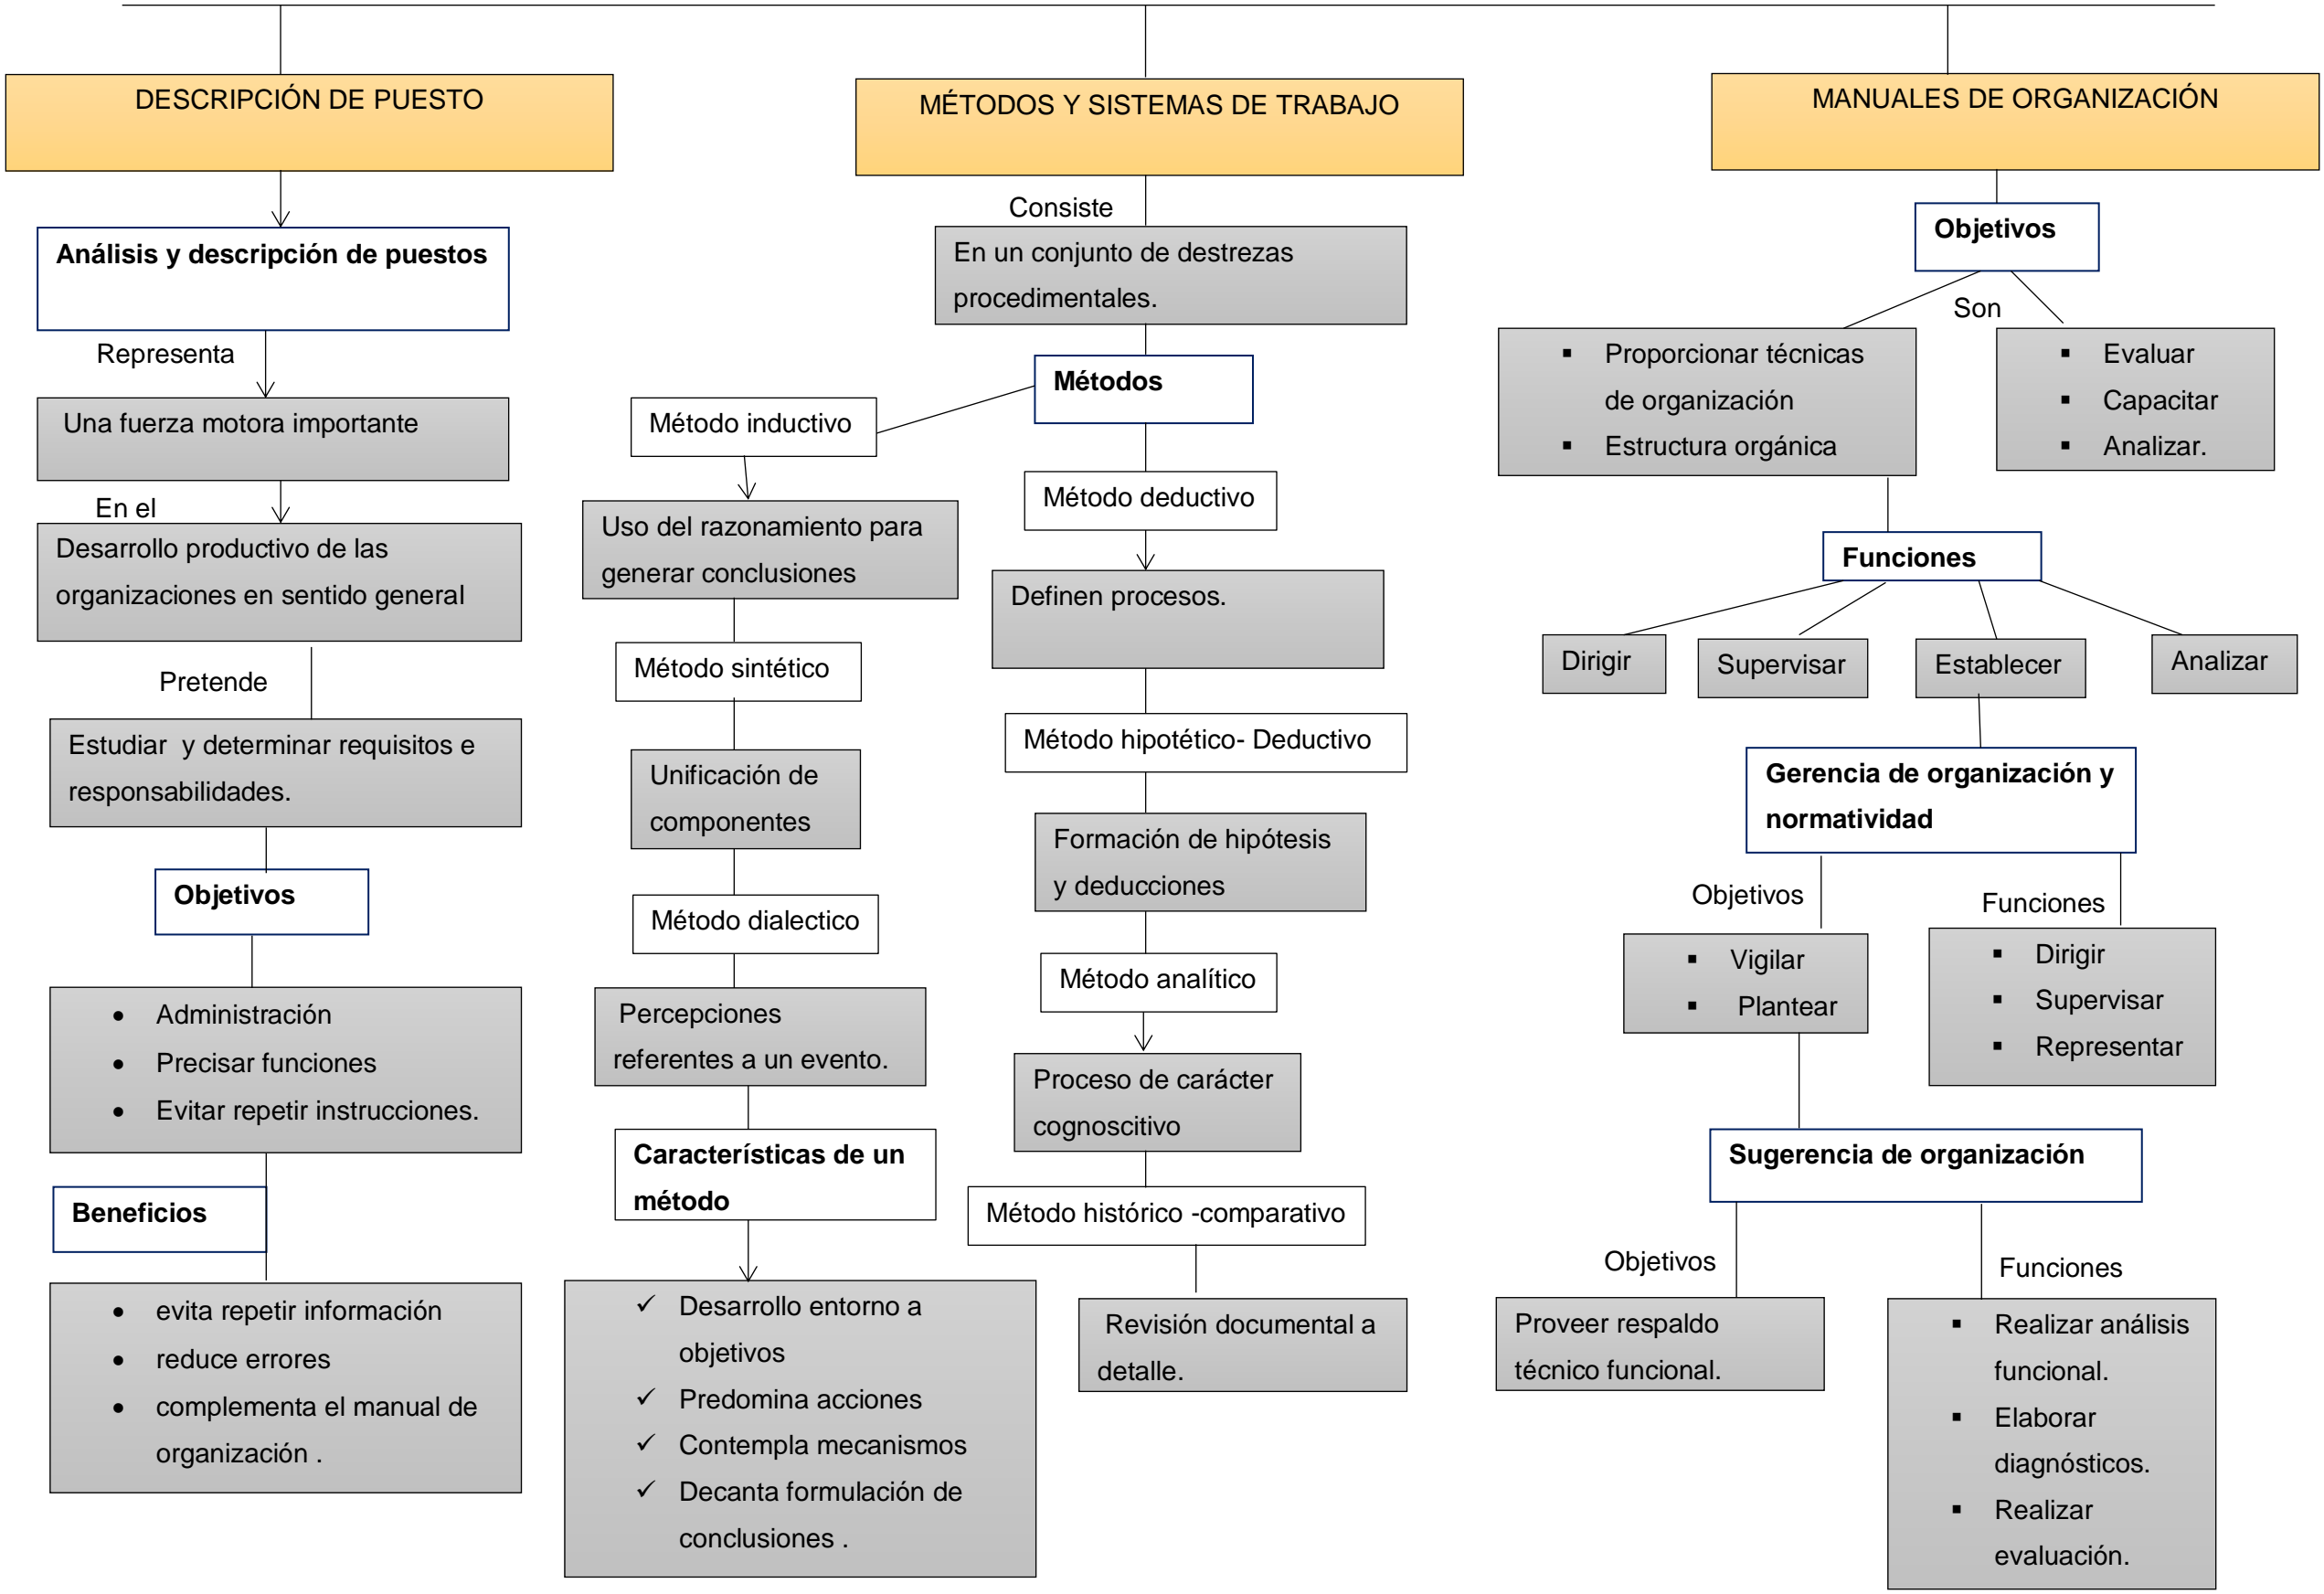 DESCRIPCIÓN DE PUESTO
Análisis y descripción de puestos
Representa
Una fuerza motora importante
En el
Desarrollo productivo de las
organizaciones en sentido general
Pretende
Estudiar  y determinar requisitos e
responsabilidades.
Objetivos
• Administración
• Precisar funciones
• Evitar repetir instrucciones.
Beneficios
• evita repetir información
• reduce errores
• complementa el manual de
organización .
MÉTODOS Y SISTEMAS DE TRABAJO
Consiste
En un conjunto de destrezas
procedimentales.
Métodos
Método inductivo
Uso del razonamiento para
generar conclusiones
Método sintético
Unificación de
componentes
Método dialectico
Percepciones
referentes a un evento.
Características de un
método
✓ Desarrollo entorno a
objetivos
✓ Predomina acciones
✓ Contempla mecanismos
✓ Decanta formulación de
conclusiones .
Método deductivo
Definen procesos.
Método hipotético- Deductivo
Formación de hipótesis
y deducciones
Método analítico
Proceso de carácter
cognoscitivo
Método histórico -comparativo
Revisión documental a
detalle.
MANUALES DE ORGANIZACIÓN
Objetivos
Son
▪ Proporcionar técnicas
de organización
▪ Estructura orgánica
▪ Evaluar
▪ Capacitar
▪ Analizar.
Funciones
Dirigir
Supervisar
Establecer
Analizar
Gerencia de organización y
normatividad
Objetivos
▪ Vigilar
▪ Plantear
Funciones
▪ Dirigir
▪ Supervisar
▪ Representar
Sugerencia de organización
Objetivos
Proveer respaldo
técnico funcional.
Funciones
▪ Realizar análisis
funcional.
▪ Elaborar
diagnósticos.
▪ Realizar
evaluación.